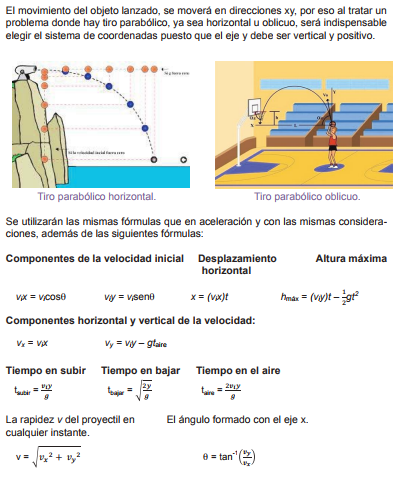 El movimiento del objeto lanzado, se moverá en direcciones xy, por eso al tratar un
problema donde hay tiro parabólico, ya sea horizontal u oblicuo, será indispensable
elegir el sistema de coordenadas puesto que el eje y debe ser vertical y positivo.
Tiro parabólico horizontal.
Tiro parabólico oblicuo.
Se utilizarán las mismas fórmulas que en aceleración y con las mismas considera-
ciones, además de las siguientes fórmulas:
Componentes de la velocidad inicial Desplazamiento Altura máxima
horizontal
vᵢx = vᵢcosθ vᵢy = vᵢsenθ x = (vᵢx)t hmáx = (vᵢy)t – ½gt²
Componentes horizontal y vertical de la velocidad:
vₓ = vᵢx vᵧ = vᵢy – gtaire
Tiempo en subir Tiempo en bajar Tiempo en el aire
tsubir = v₁y/g tbajar = √(2y/g) taire = 2v₁y/g
La rapidez v del proyectil en El ángulo formado con el eje x.
cualquier instante.
v = √(vₓ² + vᵧ²) θ = tan⁻¹(vᵧ/vₓ)